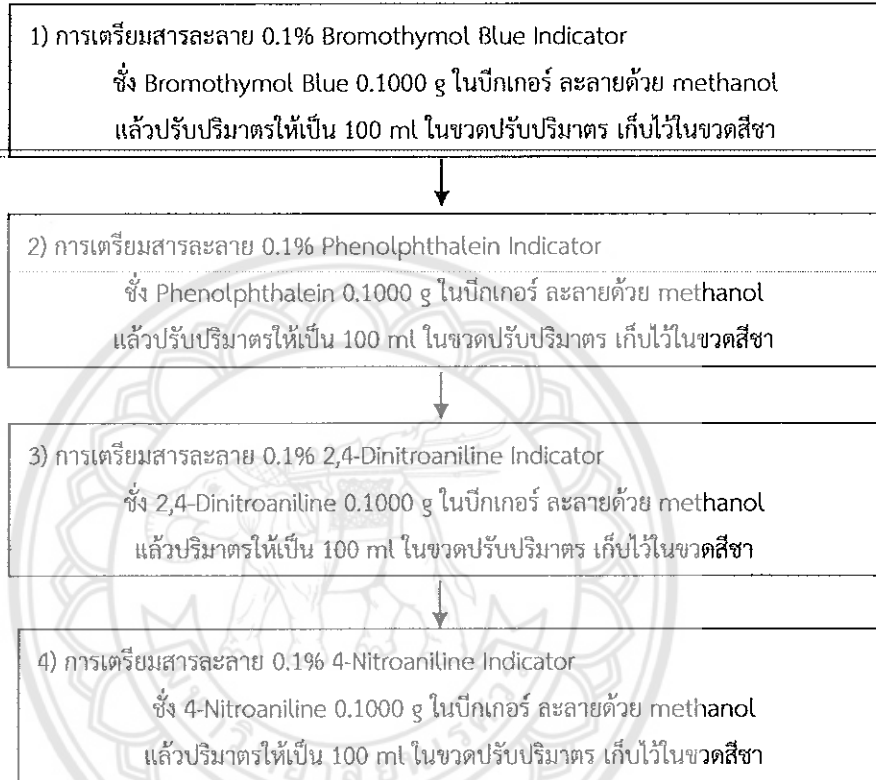 1) การเตรียมสารละลาย 0.1% Bromothymol Blue Indicator
ชั่ง Bromothymol Blue 0.1000 g ในบีกเกอร์ ละลายด้วย methanol
แล้วปรับปริมาตรให้เป็น 100 ml ในขวดปรับปริมาตร เก็บไว้ในขวดสีชา
2) การเตรียมสารละลาย 0.1% Phenolphthalein Indicator
ชั่ง Phenolphthalein 0.1000 g ในบีกเกอร์ ละลายด้วย methanol
แล้วปรับปริมาตรให้เป็น 100 ml ในขวดปรับปริมาตร เก็บไว้ในขวดสีชา
3) การเตรียมสารละลาย 0.1% 2,4-Dinitroaniline Indicator
ชั่ง 2,4-Dinitroaniline 0.1000 g ในบีกเกอร์ ละลายด้วย methanol
แล้วปริมาตรให้เป็น 100 ml ในขวดปรับปริมาตร เก็บไว้ในขวดสีชา
4) การเตรียมสารละลาย 0.1% 4-Nitroaniline Indicator
ชั่ง 4-Nitroaniline 0.1000 g ในบีกเกอร์ ละลายด้วย methanol
แล้วปริมาตรให้เป็น 100 ml ในขวดปรับปริมาตร เก็บไว้ในขวดสีชา